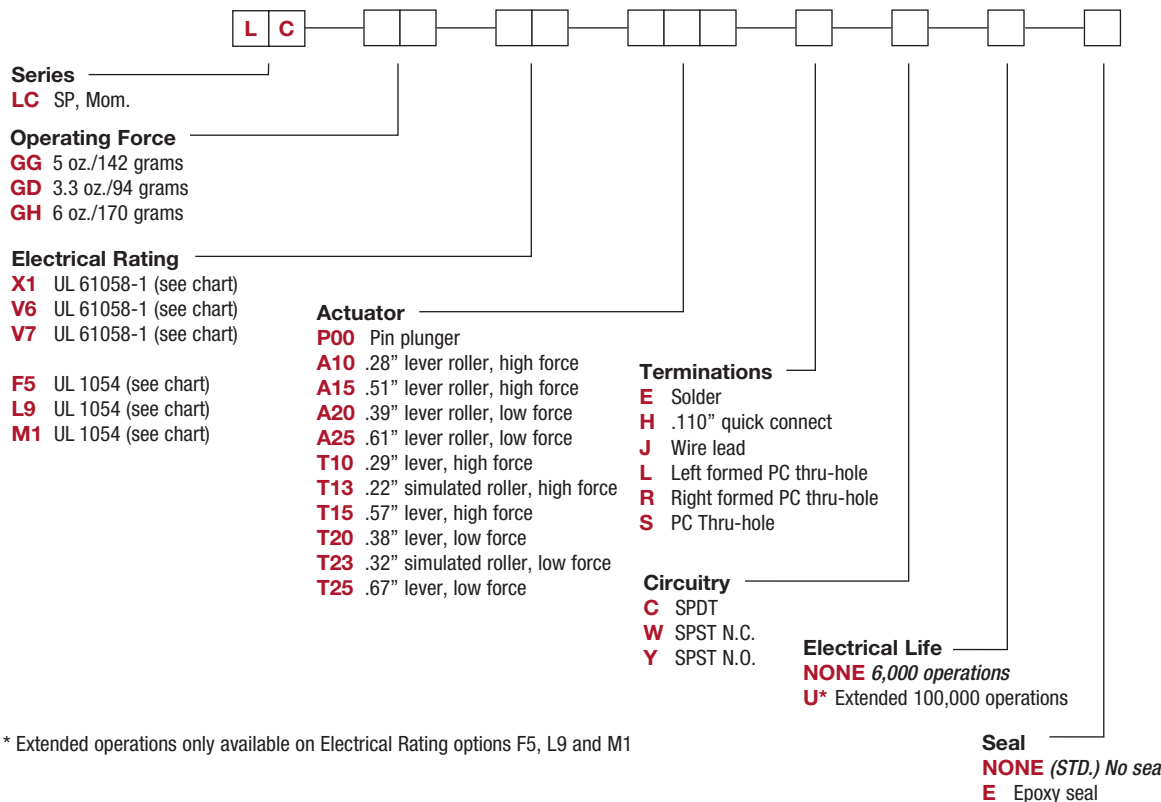 L C
Series
LC SP, Mom.
Operating Force
GG 5 oz./142 grams
GD 3.3 oz./94 grams
GH 6 oz./170 grams
Electrical Rating
X1 UL 61058-1 (see chart)
V6 UL 61058-1 (see chart)
V7 UL 61058-1 (see chart)
F5 UL 1054 (see chart)
L9 UL 1054 (see chart)
M1 UL 1054 (see chart)
Actuator
P00 Pin plunger
A10 .28” lever roller, high force
A15 .51” lever roller, high force
A20 .39” lever roller, low force
A25 .61” lever roller, low force
T10 .29” lever, high force
T13 .22” simulated roller, high force
T15 .57” lever, high force
T20 .38” lever, low force
T23 .32” simulated roller, low force
T25 .67” lever, low force
Terminations
E Solder
H .110” quick connect
J Wire lead
L Left formed PC thru-hole
R Right formed PC thru-hole
S PC Thru-hole
Circuitry
C SPDT
W SPST N.C.
Y SPST N.O.
Electrical Life
NONE 6,000 operations
U* Extended 100,000 operations
* Extended operations only available on Electrical Rating options F5, L9 and M1
Seal
NONE (STD.) No sea
E Epoxy seal